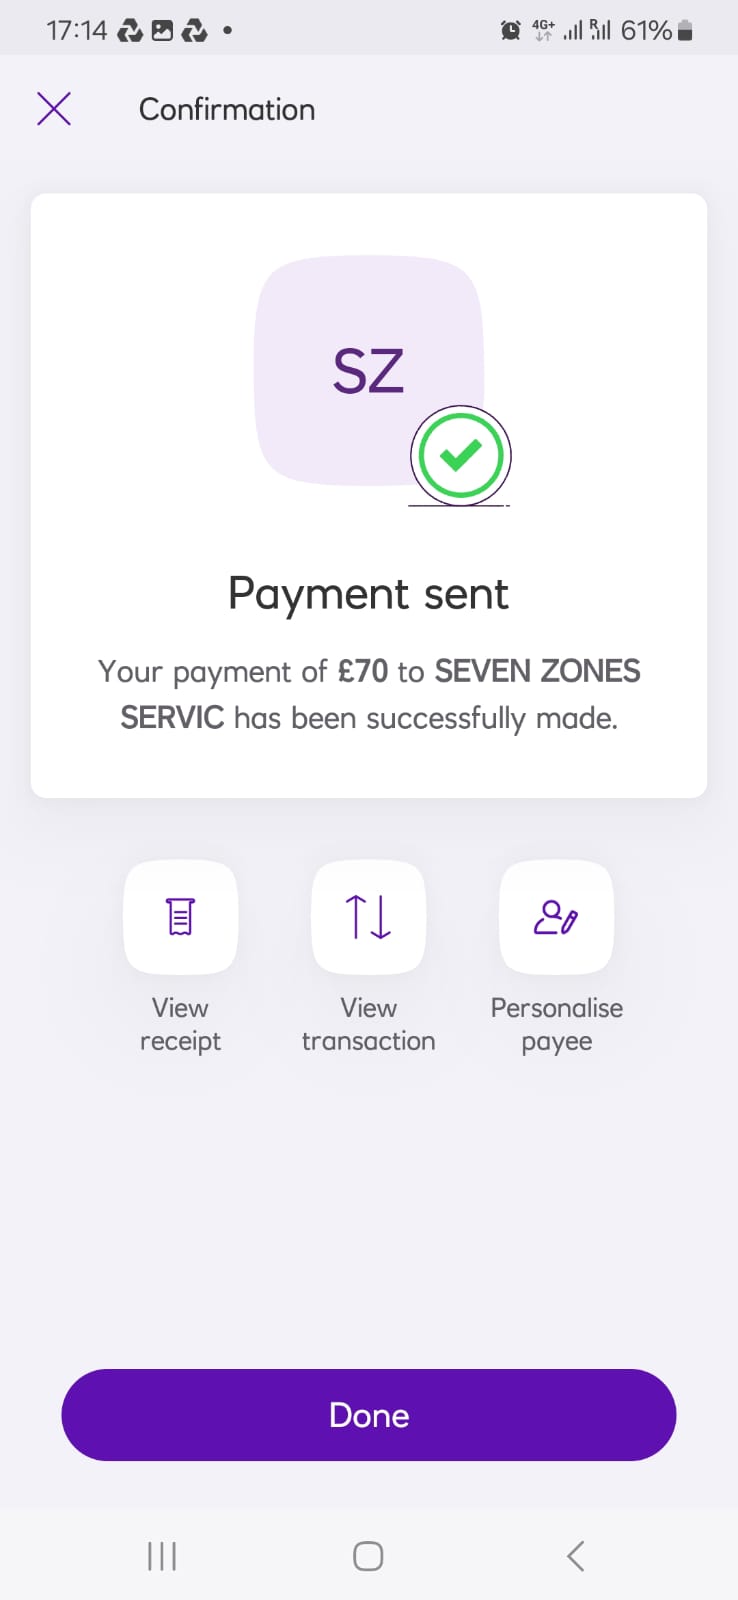 17:14 4G+ R 61%
Confirmation
SZ
Payment sent
Your payment of £70 to SEVEN ZONES
SERVIC has been successfully made.
View receipt
View transaction
Personalise payee
Done